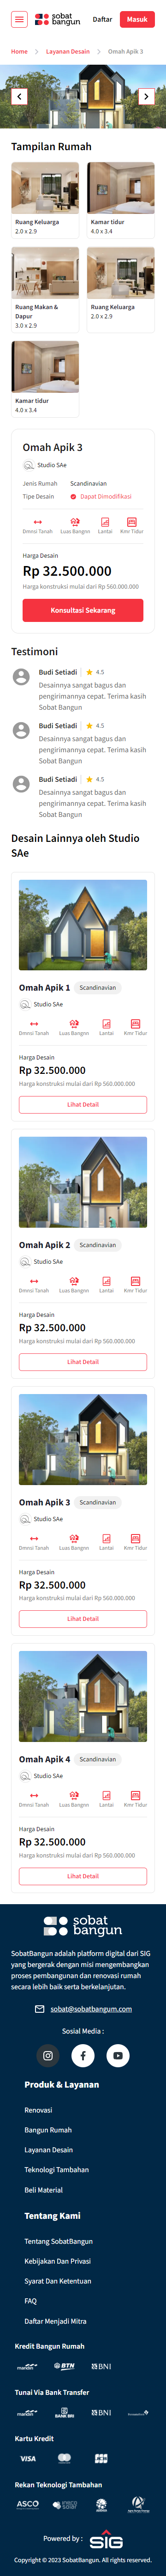 sobat
bangun
Daftar
Masuk
Home
Layanan Desain
Omah Apik 3
Tampilan Rumah
Ruang Keluarga
2.0 x 2.9
Kamar tidur
4.0 x 3.4
Ruang Makan &
Dapur
3.0 x 2.9
Ruang Keluarga
2.0 x 2.9
Kamar tidur
4.0 x 3.4
Omah Apik 3
Studio SAe
Jenis Rumah Scandinavian
Tipe Desain Dapat Dimodifikasi
Dmnsi Tanah Luas Bangnn Lantai Kmr Tidur
Harga Desain
Rp 32.500.000
Harga konstruksi mulai dari Rp 560.000.000
Konsultasi Sekarang
Testimoni
Budi Setiadi 4.5
Desainnya sangat bagus dan
pengirimannya cepat. Terima kasih
Sobat Bangun
Budi Setiadi 4.5
Desainnya sangat bagus dan
pengirimannya cepat. Terima kasih
Sobat Bangun
Budi Setiadi 4.5
Desainnya sangat bagus dan
pengirimannya cepat. Terima kasih
Sobat Bangun
Desain Lainnya oleh Studio
SAe
Omah Apik 1 Scandinavian
Studio SAe
Dmnsi Tanah Luas Bangnn Lantai Kmr Tidur
Harga Desain
Rp 32.500.000
Harga konstruksi mulai dari Rp 560.000.000
Lihat Detail
Omah Apik 2 Scandinavian
Studio SAe
Dmnsi Tanah Luas Bangnn Lantai Kmr Tidur
Harga Desain
Rp 32.500.000
Harga konstruksi mulai dari Rp 560.000.000
Lihat Detail
Omah Apik 3 Scandinavian
Studio SAe
Dmnsi Tanah Luas Bangnn Lantai Kmr Tidur
Harga Desain
Rp 32.500.000
Harga konstruksi mulai dari Rp 560.000.000
Lihat Detail
Omah Apik 4 Scandinavian
Studio SAe
Dmnsi Tanah Luas Bangnn Lantai Kmr Tidur
Harga Desain
Rp 32.500.000
Harga konstruksi mulai dari Rp 560.000.000
Lihat Detail
sobat
bangun
SobatBangun adalah platform digital dari SIG
yang bergerak dengan misi mengembangkan
proses pembangunan dan renovasi rumah
secara lebih baik serta berkelanjutan.
sobat@sobatbangum.com
Sosial Media :
Produk & Layanan
Renovasi
Bangun Rumah
Layanan Desain
Teknologi Tambahan
Beli Material
Tentang Kami
Tentang SobatBangun
Kebijakan Dan Privasi
Syarat Dan Ketentuan
FAQ
Daftar Menjadi Mitra
Kredit Bangun Rumah
mandiri BTN BNI
Tunai Via Bank Transfer
mandiri BANK BRI BNI
Kartu Kredit
VISA JCB
Rekan Teknologi Tambahan
ASCO
Powered by : SIG
Copyright © 2023 SobatBangun. All rights reserved.